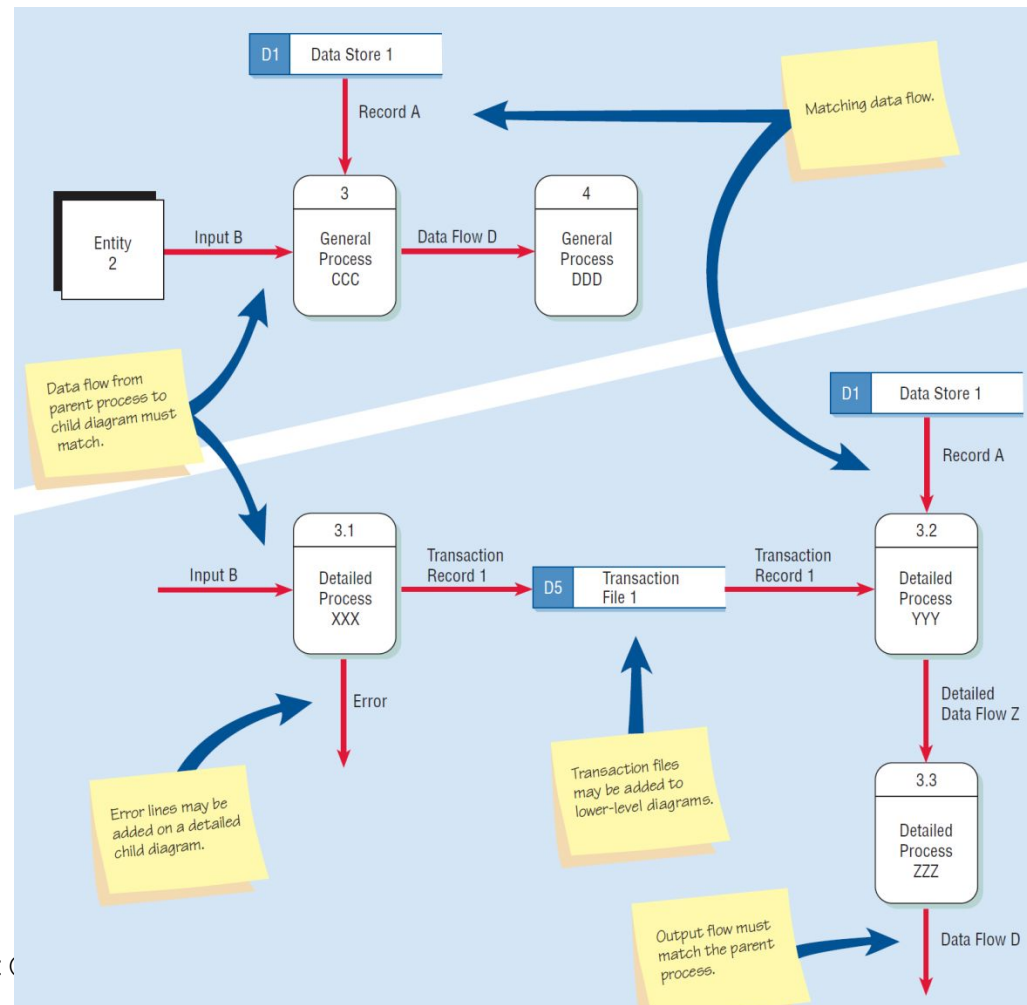 D1 Data Store 1
Record A
Matching data flow.
3
General
Process
CCC
4
General
Process
DDD
Entity
2
Input B
Data Flow D
Data flow from
parent process to
child diagram must
match.
D1 Data Store 1
Record A
3.1
Detailed
Process
XXX
Input B
Transaction
Record 1
D5 Transaction
File 1
Transaction
Record 1
3.2
Detailed
Process
YYY
Error
Detailed
Data Flow Z
Error lines may be
added on a detailed
child diagram.
Transaction files
may be added to
lower-level diagrams.
3.3
Detailed
Process
ZZZ
Output flow must
match the parent
process.
Data Flow D